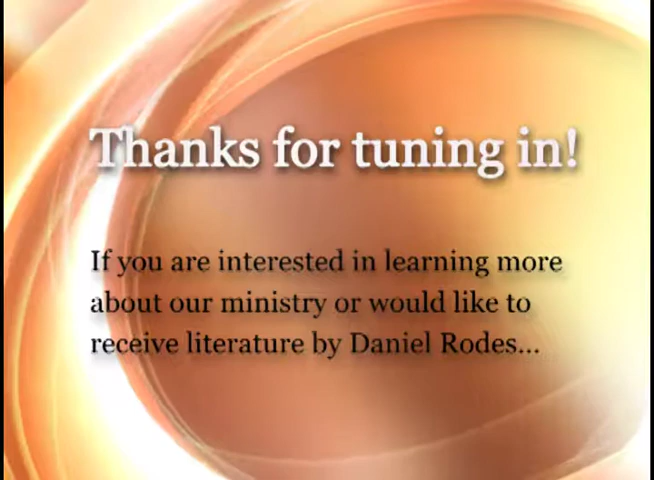 Thanks for tuning in!
If you are interested in learning more
about our ministry or would like to
receive literature by Daniel Rodes...